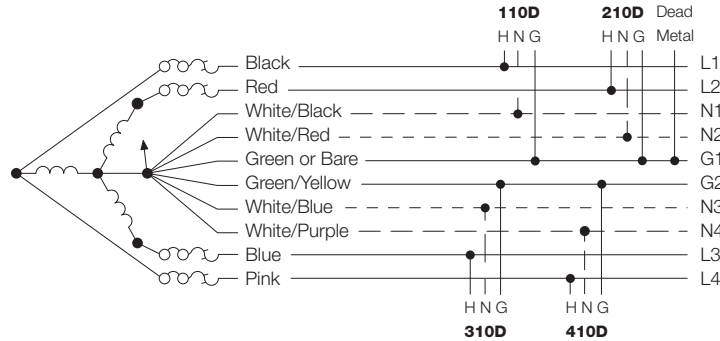 110D 210D Dead
H N G H N G Metal
Black L1
Red L2
White/Black N1
White/Red N2
Green or Bare G1
Green/Yellow G2
White/Blue N3
White/Purple N4
Blue L3
Pink L4
H N G H N G
310D 410D